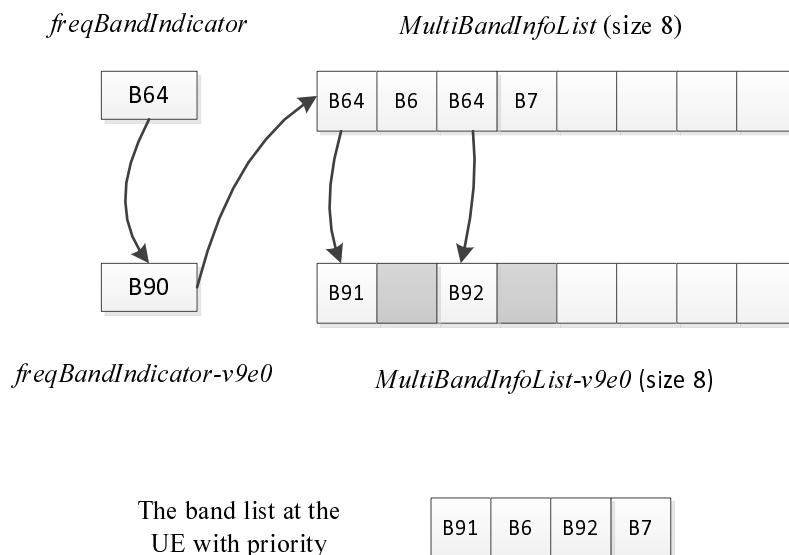 freqBandIndicator
MultiBandInfoList (size 8)
B64
B64 B6 B64 B7
B90
B91 B92
freqBandIndicator-v9e0
MultiBandInfoList-v9e0 (size 8)
The band list at the
UE with priority
B91 B6 B92 B7